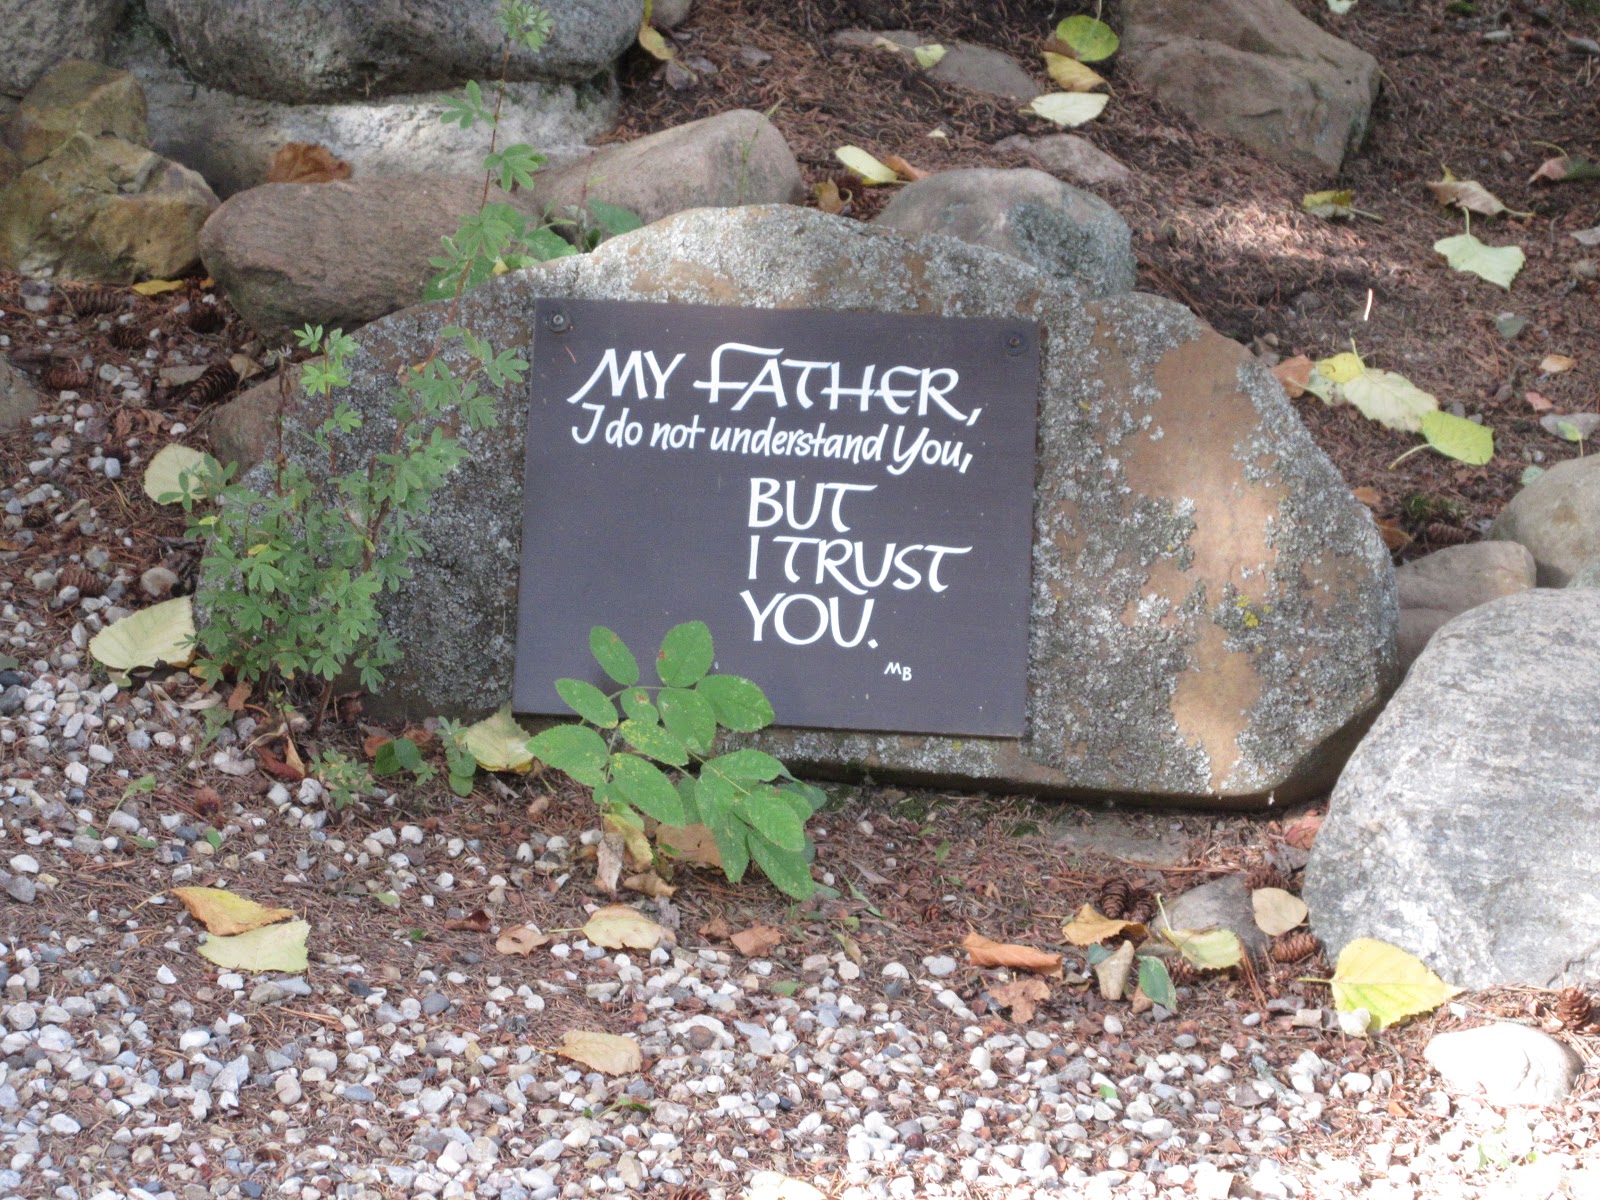 MY FATHER,
I do not understand You,
BUT
I TRUST
YOU.
MB